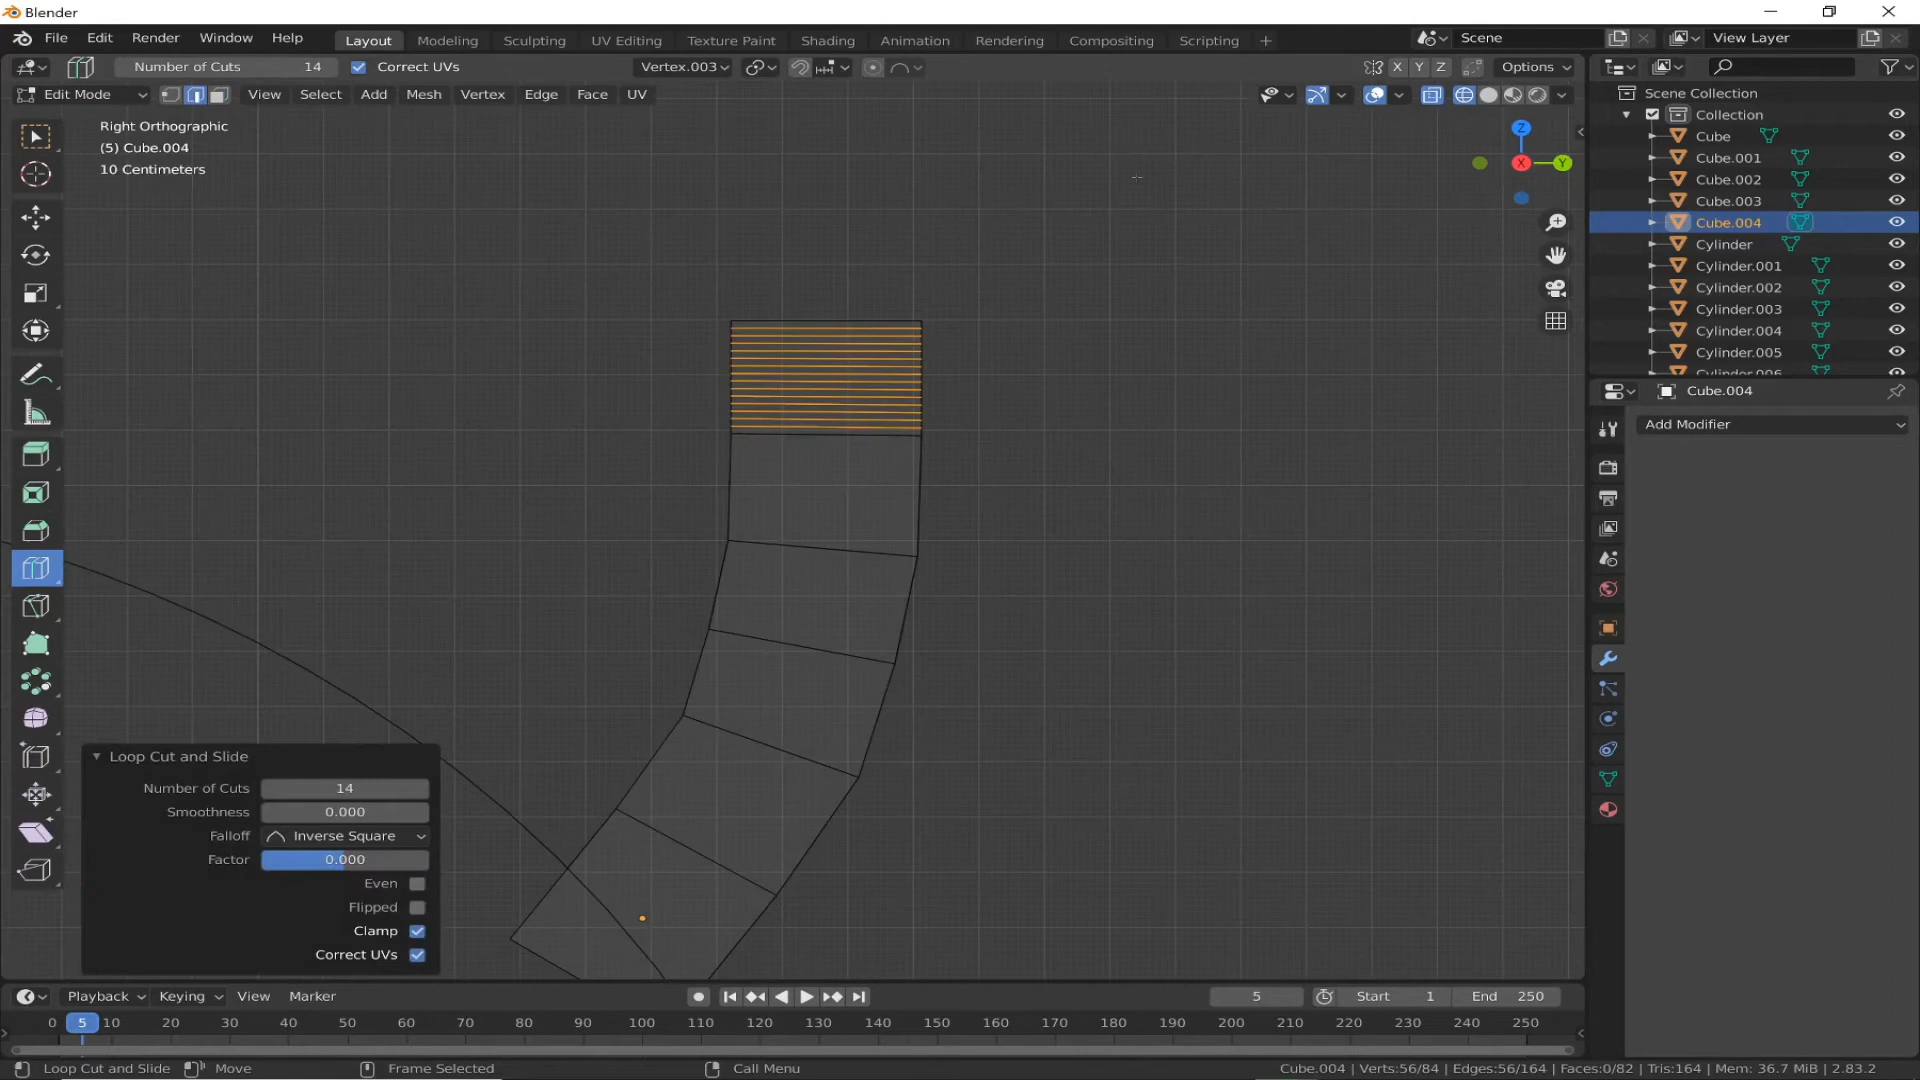 Blender
File Edit Render Window Help
Layout Modeling Sculpting UV Editing Texture Paint Shading Animation Rendering Compositing Scripting +
Scene
View Layer
Number of Cuts 14
Correct UVs
Vertex.003
X Y Z
Options
Edit Mode
View Select Add Mesh Vertex Edge Face UV
Right Orthographic
(5) Cube.004
10 Centimeters
Z
X
Y
Scene Collection
Collection
Cube
Cube.001
Cube.002
Cube.003
Cube.004
Cylinder
Cylinder.001
Cylinder.002
Cylinder.003
Cylinder.004
Cylinder.005
Cylinder.006
Cube.004
Add Modifier
Loop Cut and Slide
Number of Cuts 14
Smoothness 0.000
Falloff Inverse Square
Factor 0.000
Even
Flipped
Clamp
Correct UVs
Playback Keying View Marker
5
Start 1
End 250
0 5 10 20 30 40 50 60 70 80 90 100 110 120 130 140 150 160 170 180 190 200 210 220 230 240 250
Loop Cut and Slide
Move
Frame Selected
Call Menu
Cube.004 | Verts:56/84 | Edges:56/164 | Faces:0/82 | Tris:164 | Mem: 36.7 MiB | 2.83.2